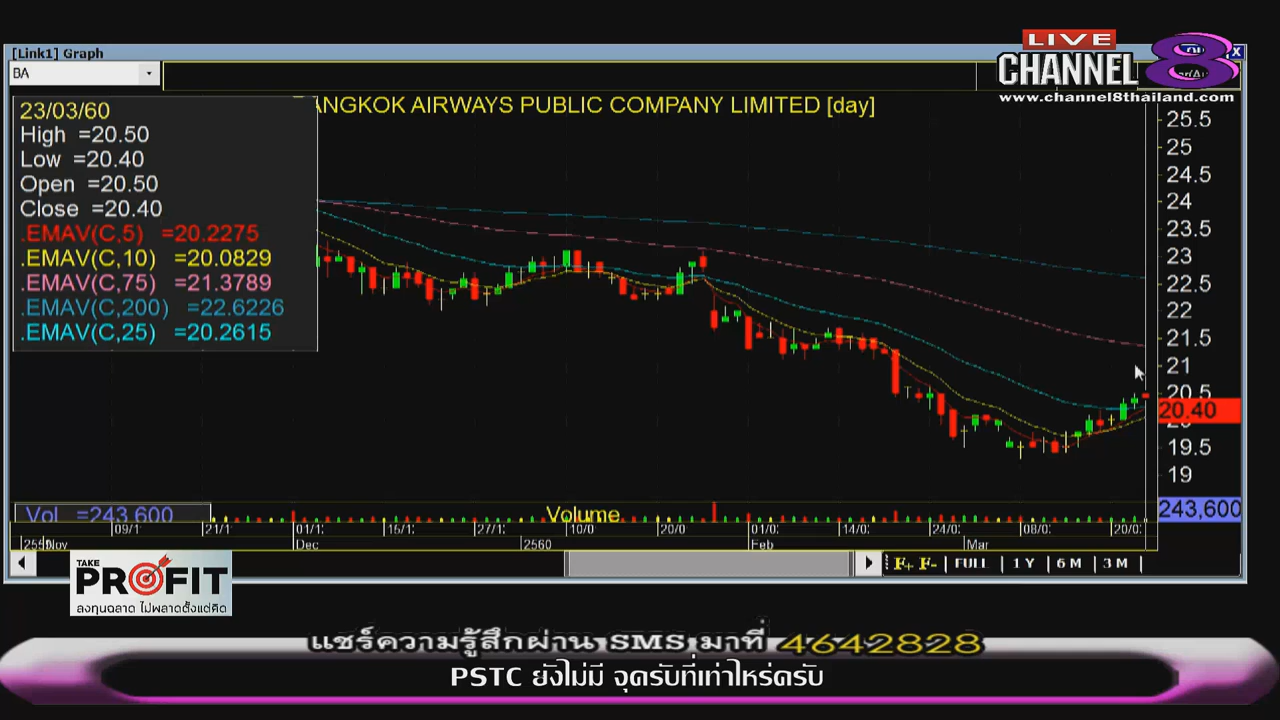 [Link1] Graph
LIVE
CHANNEL 8
www.channel8thailand.com
BA
ANGKOK AIRWAYS PUBLIC COMPANY LIMITED [day]
23/03/60
High =20.50
Low =20.40
Open =20.50
Close =20.40
.EMAV(C,5) =20.2275
.EMAV(C,10) =20.0829
.EMAV(C,75) =21.3789
.EMAV(C,200) =22.6226
.EMAV(C,25) =20.2615
25.5
25
24.5
24
23.5
23
22.5
22
21.5
21
20.5
20.40
20
19.5
19
Vol =243,600
Volume
243,600
09/1
21/1
01/1
15/1
27/1
10/0
20/0
01/0
14/0
24/0
08/0
20/0
Nov
Dec
2560
Feb
Mar
F+ F- FULL 1 Y 6 M 3 M
TAKE
PROFIT
ลงทุนฉลาด ไม่พลาดตั้งแต่คิด
แชร์ความรู้สึกผ่าน SMS มาที่ 4642828
PSTC ยังไม่มี จุดรับที่เท่าไหร่ครับ